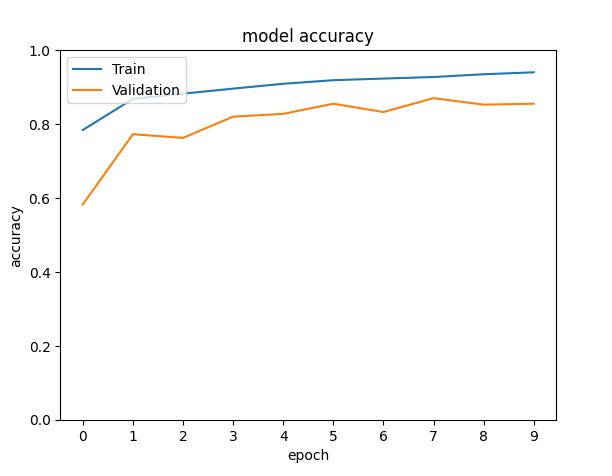 model accuracy
1.0
0.8
0.6
0.4
0.2
0.0
accuracy
Train
Validation
0 1 2 3 4 5 6 7 8 9
epoch